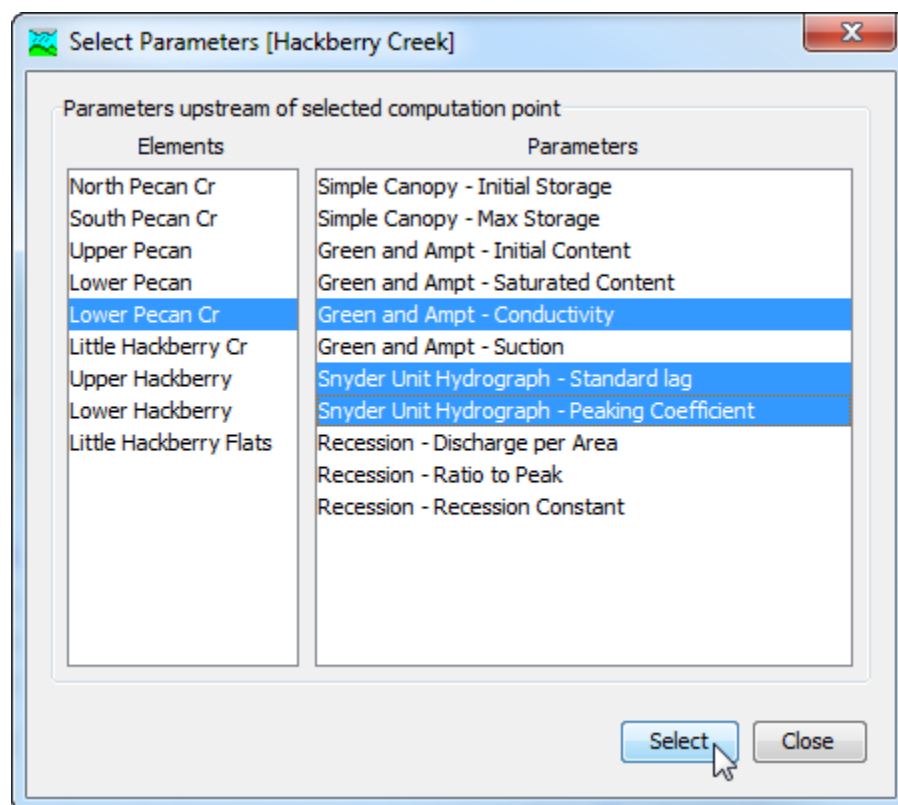 Select Parameters [Hackberry Creek]
Parameters upstream of selected computation point
Elements
Parameters
North Pecan Cr
South Pecan Cr
Upper Pecan
Lower Pecan
Lower Pecan Cr
Little Hackberry Cr
Upper Hackberry
Lower Hackberry
Little Hackberry Flats
Simple Canopy - Initial Storage
Simple Canopy - Max Storage
Green and Ampt - Initial Content
Green and Ampt - Saturated Content
Green and Ampt - Conductivity
Green and Ampt - Suction
Snyder Unit Hydrograph - Standard lag
Snyder Unit Hydrograph - Peaking Coefficient
Recession - Discharge per Area
Recession - Ratio to Peak
Recession - Recession Constant
Select
Close